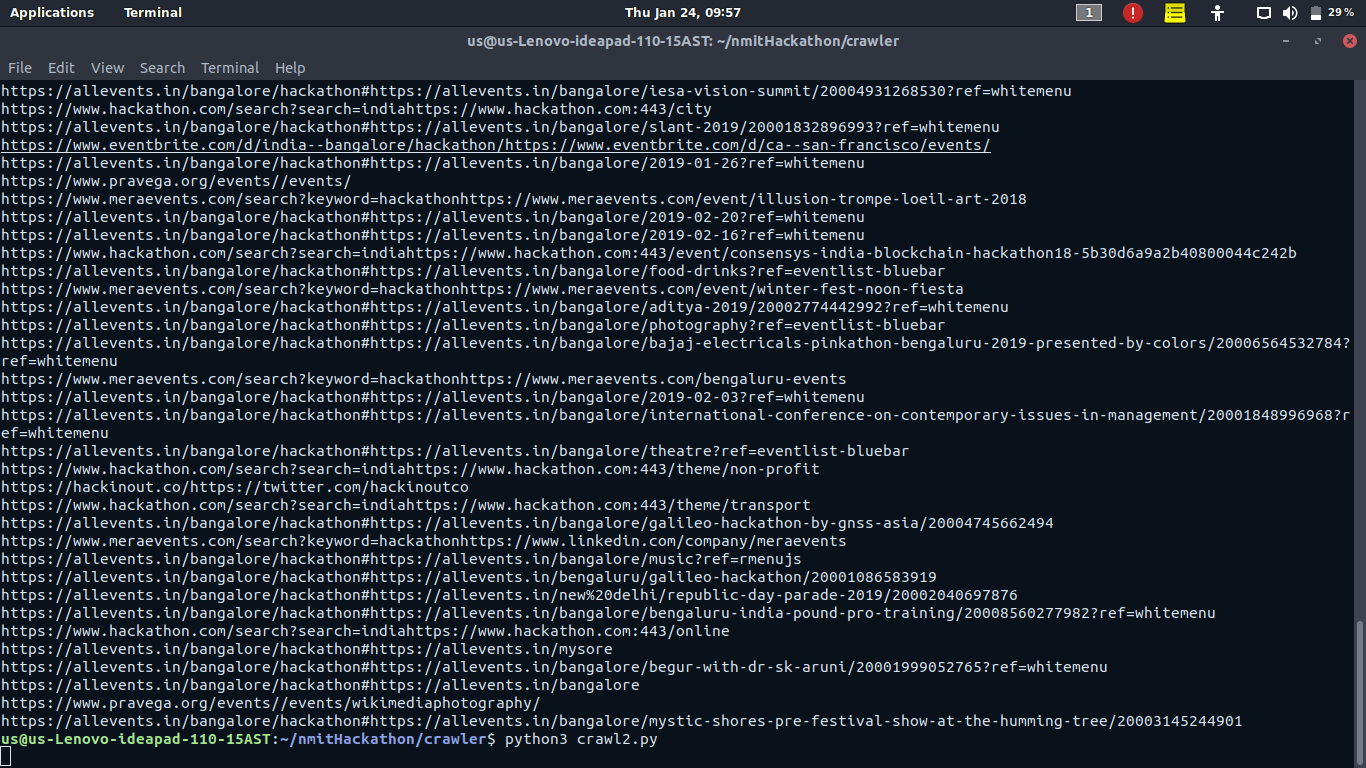 Applications Terminal Thu Jan 24, 09:57 1 ! 29 %
us@us-Lenovo-ideapad-110-15AST: ~/nmitHackathon/crawler
File Edit View Search Terminal Help
https://allevents.in/bangalore/hackathon#https://allevents.in/bangalore/iesa-vision-summit/20004931268530?ref=whitemenu
https://www.hackathon.com/search?search=indiahttps://www.hackathon.com:443/city
https://allevents.in/bangalore/hackathon#https://allevents.in/bangalore/slant-2019/20001832896993?ref=whitemenu
https://www.eventbrite.com/d/india--bangalore/hackathon/https://www.eventbrite.com/d/ca--san-francisco/events/
https://allevents.in/bangalore/hackathon#https://allevents.in/bangalore/2019-01-26?ref=whitemenu
https://www.pravega.org/events//events/
https://www.meraevents.com/search?keyword=hackathonhttps://www.meraevents.com/event/illusion-trompe-loeil-art-2018
https://allevents.in/bangalore/hackathon#https://allevents.in/bangalore/2019-02-20?ref=whitemenu
https://allevents.in/bangalore/hackathon#https://allevents.in/bangalore/2019-02-16?ref=whitemenu
https://www.hackathon.com/search?search=indiahttps://www.hackathon.com:443/event/consensys-india-blockchain-hackathon18-5b30d6a9a2b40800044c242b
https://allevents.in/bangalore/hackathon#https://allevents.in/bangalore/food-drinks?ref=eventlist-bluebar
https://www.meraevents.com/search?keyword=hackathonhttps://www.meraevents.com/event/winter-fest-noon-fiesta
https://allevents.in/bangalore/hackathon#https://allevents.in/bangalore/aditya-2019/20002774442992?ref=whitemenu
https://allevents.in/bangalore/hackathon#https://allevents.in/bangalore/photography?ref=eventlist-bluebar
https://allevents.in/bangalore/hackathon#https://allevents.in/bangalore/bajaj-electricals-pinkathon-bengaluru-2019-presented-by-colors/200065645532784?
ref=whitemenu
https://www.meraevents.com/search?keyword=hackathonhttps://www.meraevents.com/bengaluru-events
https://allevents.in/bangalore/hackathon#https://allevents.in/bangalore/2019-02-03?ref=whitemenu
https://allevents.in/bangalore/hackathon#https://allevents.in/bangalore/international-conference-on-contemporary-issues-in-management/20001848996968?r
ef=whitemenu
https://allevents.in/bangalore/hackathon#https://allevents.in/bangalore/theatre?ref=eventlist-bluebar
https://www.hackathon.com/search?search=indiahttps://www.hackathon.com:443/theme/non-profit
https://hackinout.co/https://twitter.com/hackinoutco
https://www.hackathon.com/search?search=indiahttps://www.hackathon.com:443/theme/transport
https://allevents.in/bangalore/hackathon#https://allevents.in/bangalore/galileo-hackathon-by-gnss-asia/20004745662494
https://www.meraevents.com/search?keyword=hackathonhttps://www.linkedin.com/company/meraevents
https://allevents.in/bangalore/hackathon#https://allevents.in/bangalore/music?ref=rmenujs
https://allevents.in/bangalore/hackathon#https://allevents.in/bengaluru/galileo-hackathon/20001086583919
https://allevents.in/bangalore/hackathon#https://allevents.in/new%20delhi/republic-day-parade-2019/20002040697876
https://allevents.in/bangalore/hackathon#https://allevents.in/bangalore/bengaluru-india-pound-pro-training/200085602​77982?ref=whitemenu
https://www.hackathon.com/search?search=indiahttps://www.hackathon.com:443/online
https://allevents.in/bangalore/hackathon#https://allevents.in/mysore
https://allevents.in/bangalore/hackathon#https://allevents.in/bangalore/begur-with-dr-sk-aruni/20001999052765?ref=whitemenu
https://allevents.in/bangalore/hackathon#https://allevents.in/bangalore
https://www.pravega.org/events//events/wikimediaphotography/
https://allevents.in/bangalore/hackathon#https://allevents.in/bangalore/mystic-shores-pre-festival-show-at-the-humming-tree/20003145244901
us@us-Lenovo-ideapad-110-15AST:~/nmitHackathon/crawler$ python3 crawl2.py